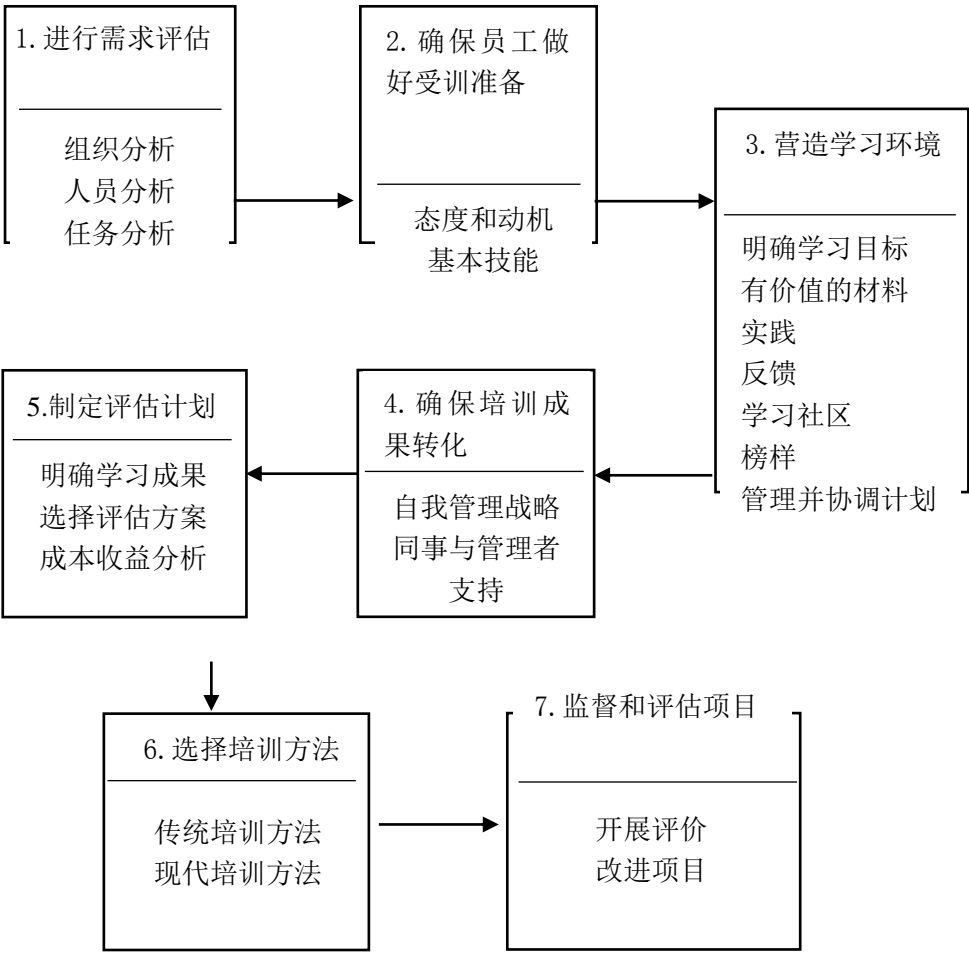 1.进行需求评估
组织分析
人员分析
任务分析
2.确保员工做
好受训准备
态度和动机
基本技能
3.营造学习环境
明确学习目标
有价值的材料
实践
反馈
学习社区
榜样
管理并协调计划
4.确保培训成
果转化
自我管理战略
同事与管理者
支持
5.制定评估计划
明确学习成果
选择评估方案
成本收益分析
6.选择培训方法
传统培训方法
现代培训方法
7.监督和评估项目
开展评价
改进项目